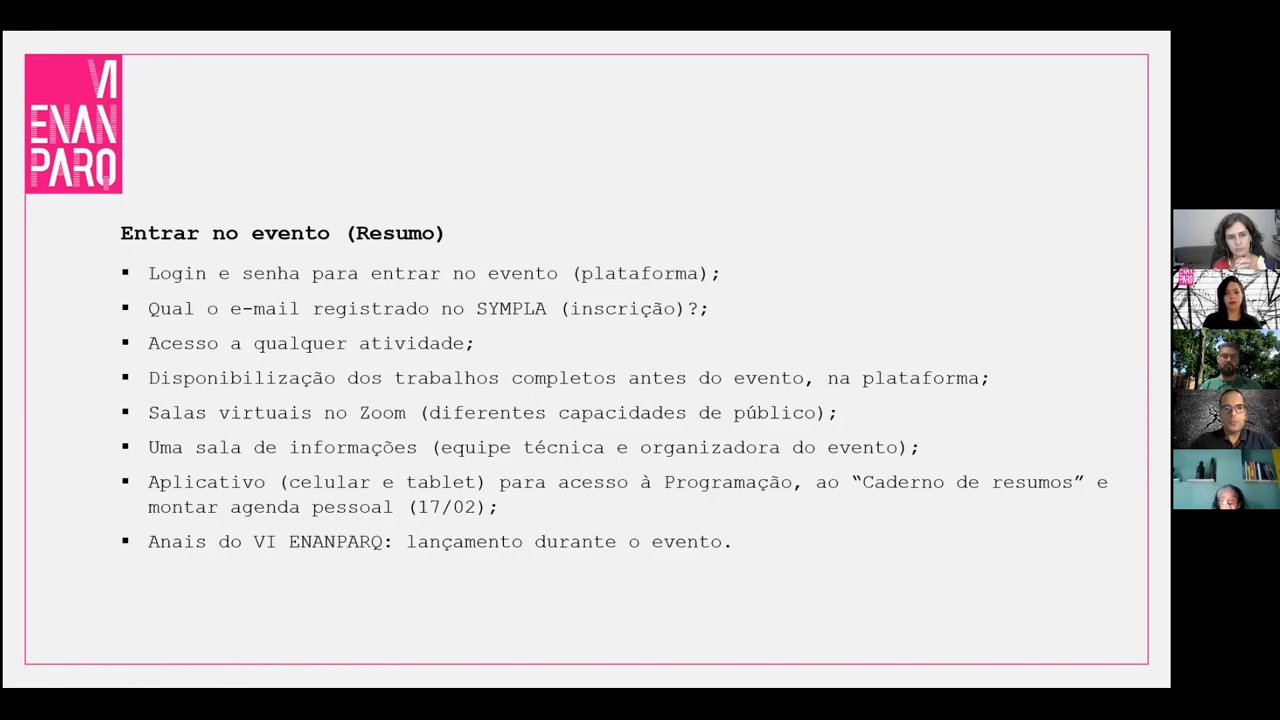 VI
ENAN
PARQ
Entrar no evento (Resumo)
▪ Login e senha para entrar no evento (plataforma);
▪ Qual o e-mail registrado no SYMPLA (inscrição)?;
▪ Acesso a qualquer atividade;
▪ Disponibilização dos trabalhos completos antes do evento, na plataforma;
▪ Salas virtuais no Zoom (diferentes capacidades de público);
▪ Uma sala de informações (equipe técnica e organizadora do evento);
▪ Aplicativo (celular e tablet) para acesso à Programação, ao “Caderno de resumos” e
montar agenda pessoal (17/02);
▪ Anais do VI ENANPARQ: lançamento durante o evento.
VI
ENAN
PARQ